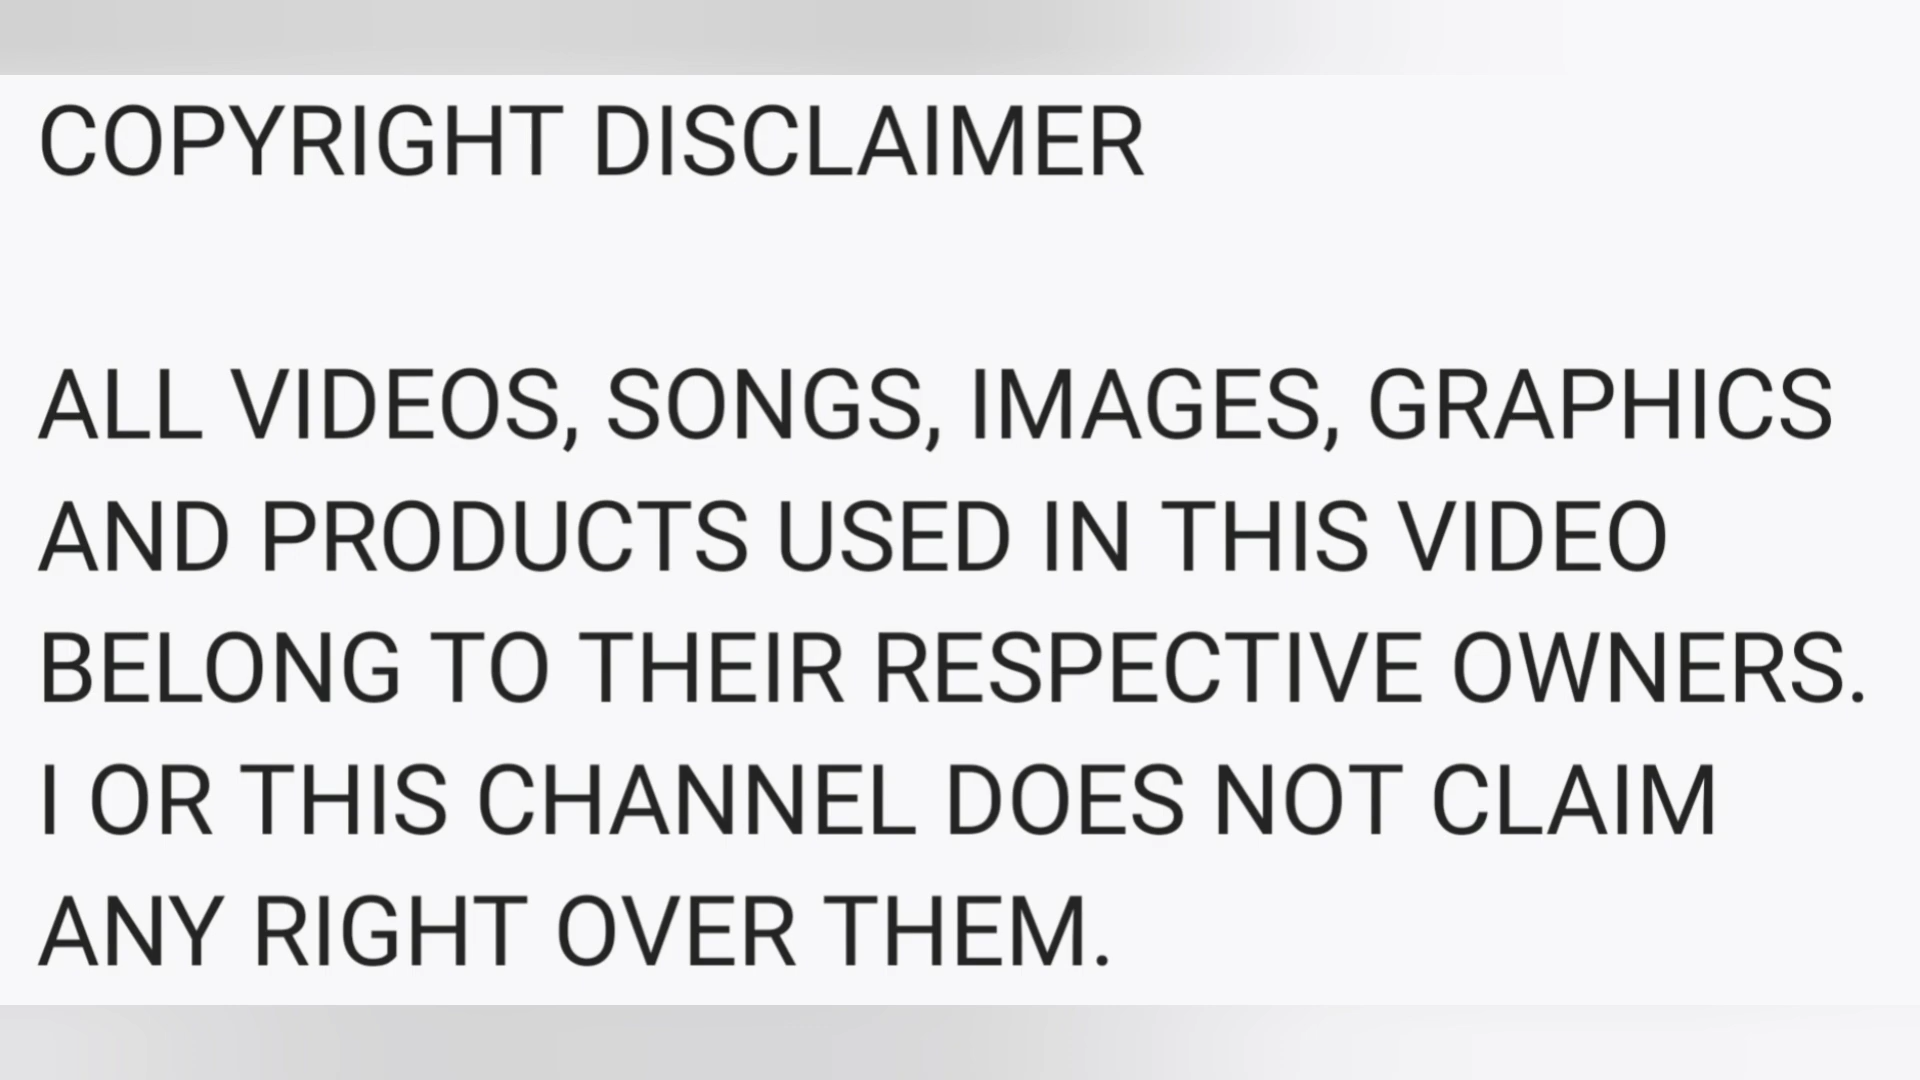 COPYRIGHT DISCLAIMER
ALL VIDEOS, SONGS, IMAGES, GRAPHICS
AND PRODUCTS USED IN THIS VIDEO
BELONG TO THEIR RESPECTIVE OWNERS.
I OR THIS CHANNEL DOES NOT CLAIM
ANY RIGHT OVER THEM.